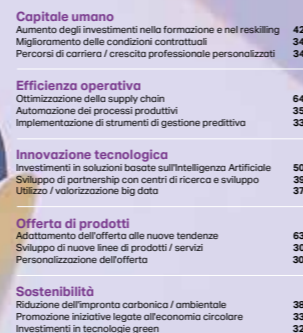 Capitale umano
Aumento degli investimenti nella formazione e nel reskilling 42
Miglioramento delle condizioni contrattuali 34
Percorsi di carriera / crescita professionale personalizzati 34
Efficienza operativa
Ottimizzazione della supply chain 64
Automazione dei processi produttivi 35
Implementazione di strumenti di gestione predittiva 33
Innovazione tecnologica
Investimenti in soluzioni basate sull'Intelligenza Artificiale 50
Sviluppo di partnership con centri di ricerca e sviluppo 39
Utilizzo / valorizzazione big data 37
Offerta di prodotti
Adattamento dell'offerta alle nuove tendenze 63
Sviluppo di nuove linee di prodotti / servizi 30
Personalizzazione dell'offerta 30
Sostenibilità
Riduzione dell'impronta carbonica / ambientale 38
Promozione iniziative legate all'economia circolare 33
Investimenti in tecnologie green 32